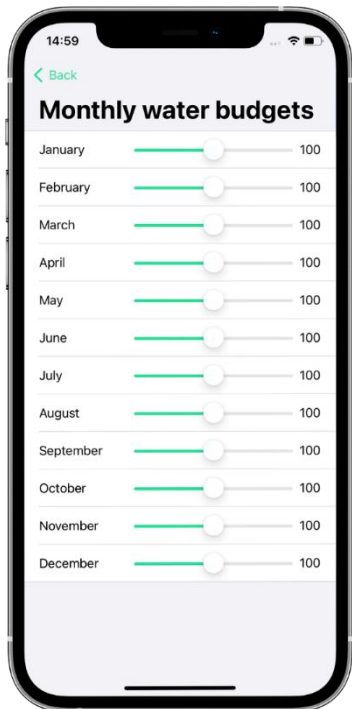 14:59
Back
Monthly water budgets
January 100
February 100
March 100
April 100
May 100
June 100
July 100
August 100
September 100
October 100
November 100
December 100